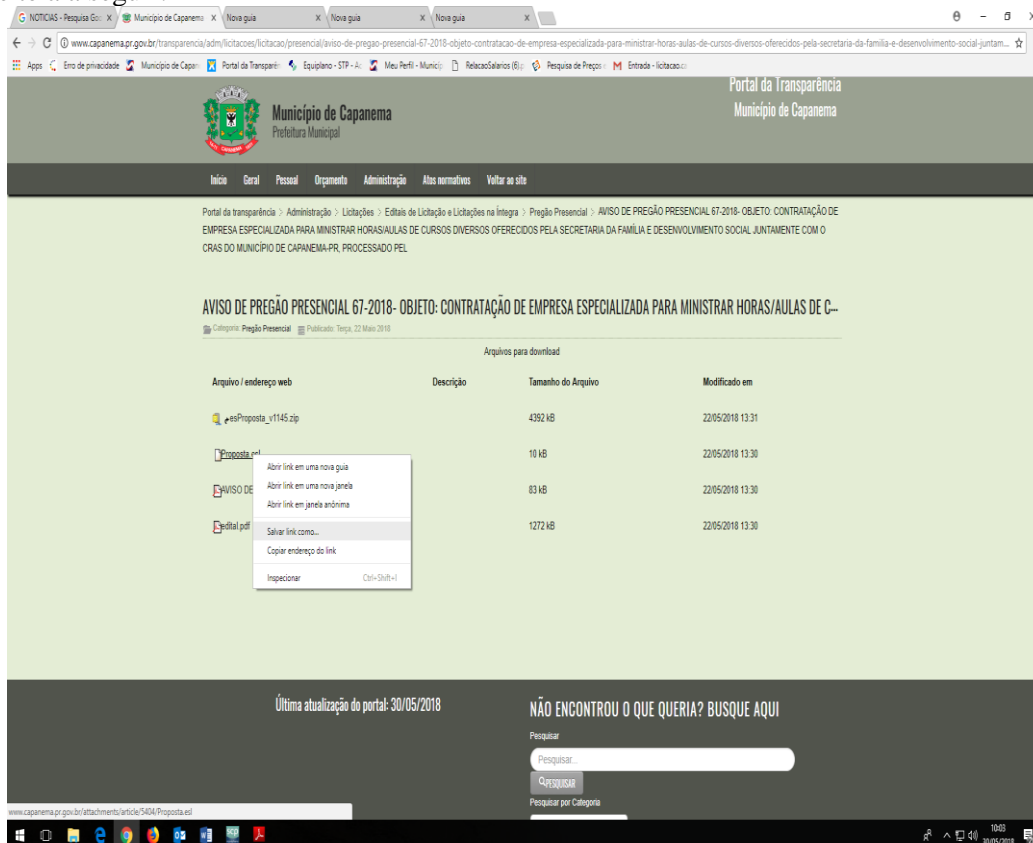 NOTICIAS - Pesquisa Go
Município de Capanema
Nova guia
Nova guia
Nova guia
www.capanema.pr.gov.br/transparencia/adm/licitacoes/licitacao/presencial/aviso-de-pregao-presencial-67-2018-objeto-contratacao-de-empresa-especializada-para-ministrar-horas-aulas-de-cursos-diversos-oferecidos-pela-secretaria-da-familia-e-desenvolvimento-social-juntam...
Apps
Erro de privacidade
Município de Capan
Portal da Transparên
Equiplano - STP - Ac
Meu Perfil - Municíp
RelacaoSalarios (6).p
Pesquisa de Preços
Entrada - licitacao.c
Portal da Transparência
Município de Capanema
Município de Capanema
Prefeitura Municipal
Início Geral Pessoal Orçamento Administração Atos normativos Voltar ao site
Portal da transparência > Administração > Licitações > Editais de Licitação e Licitações na Íntegra > Pregão Presencial > AVISO DE PREGÃO PRESENCIAL 67-2018- OBJETO: CONTRATAÇÃO DE
EMPRESA ESPECIALIZADA PARA MINISTRAR HORAS/AULAS DE CURSOS DIVERSOS OFERECIDOS PELA SECRETARIA DA FAMÍLIA E DESENVOLVIMENTO SOCIAL JUNTAMENTE COM O
CRAS DO MUNICÍPIO DE CAPANEMA-PR, PROCESSADO PEL
AVISO DE PREGÃO PRESENCIAL 67-2018- OBJETO: CONTRATAÇÃO DE EMPRESA ESPECIALIZADA PARA MINISTRAR HORAS/AULAS DE C...
Categoria: Pregão Presencial Publicado: Terça, 22 Maio 2018
Arquivos para download
Arquivo / endereço web Descrição Tamanho do Arquivo Modificado em
esProposta_v1145.zip 4392 kB 22/05/2018 13:31
Proposta.esl 10 kB 22/05/2018 13:30
AVISO DE 83 kB 22/05/2018 13:30
edital.pdf 1272 kB 22/05/2018 13:30
Abrir link em uma nova guia
Abrir link em uma nova janela
Abrir link em janela anônima
Salvar link como...
Copiar endereço do link
Inspecionar Ctrl+Shift+I
Última atualização do portal: 30/05/2018
NÃO ENCONTROU O QUE QUERIA? BUSQUE AQUI
Pesquisar
Pesquisar...
PESQUISAR
Pesquisar por Categoria
www.capanema.pr.gov.br/attachments/article/5404/Proposta.esl
10:03
30/05/2018